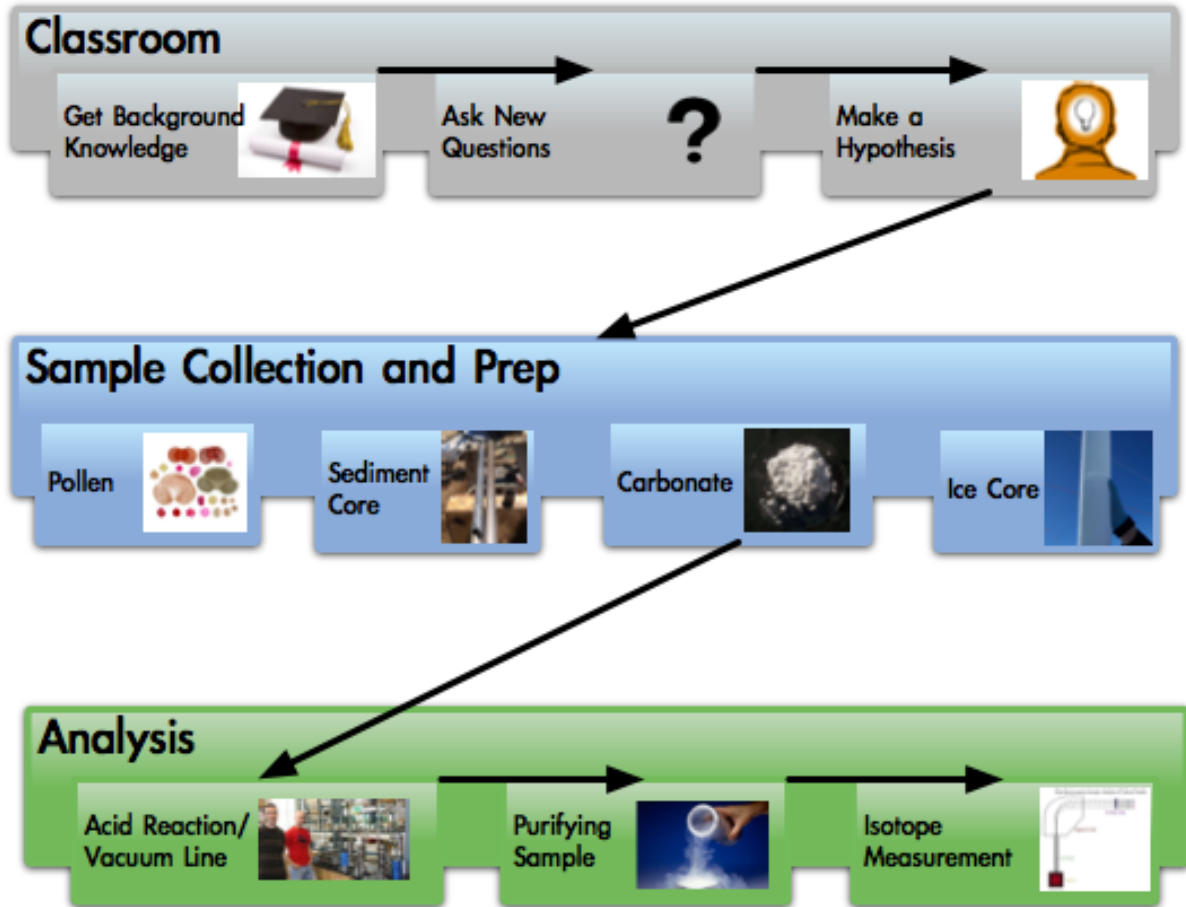 Classroom
Get Background
Knowledge
Ask New
Questions
?
Make a
Hypothesis
Sample Collection and Prep
Pollen
Sediment
Core
Carbonate
Ice Core
Analysis
Acid Reaction/
Vacuum Line
Purifying
Sample
Isotope
Measurement